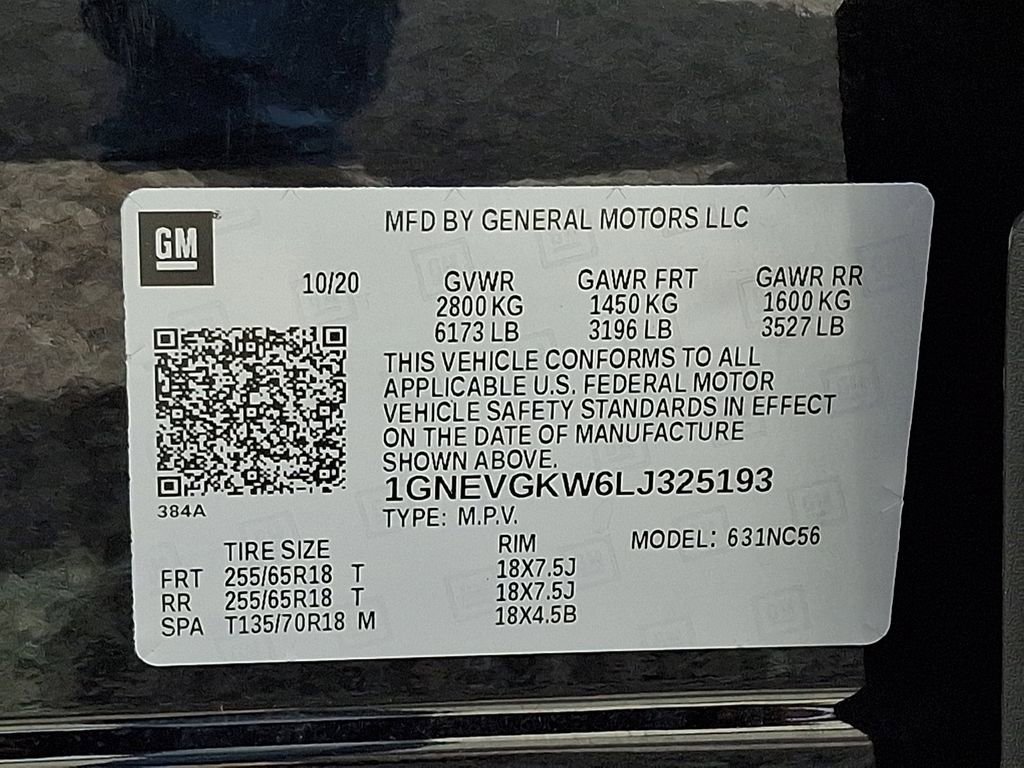 GM
MFD BY GENERAL MOTORS LLC
10/20 GVWR GAWR FRT GAWR RR
2800 KG 1450 KG 1600 KG
6173 LB 3196 LB 3527 LB
THIS VEHICLE CONFORMS TO ALL
APPLICABLE U.S. FEDERAL MOTOR
VEHICLE SAFETY STANDARDS IN EFFECT
ON THE DATE OF MANUFACTURE
SHOWN ABOVE.
1GNEVGKW6LJ325193
384A
TYPE: M.P.V.
TIRE SIZE RIM MODEL: 631NC56
FRT 255/65R18 T 18X7.5J
RR 255/65R18 T 18X7.5J
SPA T135/70R18 M 18X4.5B